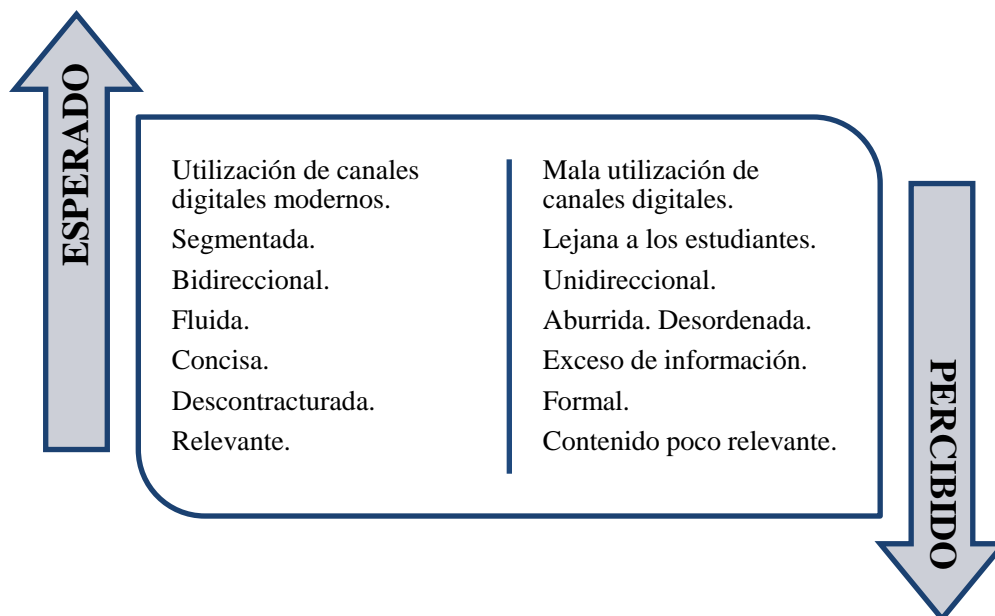 ESPERADO
Utilización de canales
digitales modernos.
Segmentada.
Bidireccional.
Fluida.
Concisa.
Descontracturada.
Relevante.
Mala utilización de
canales digitales.
Lejana a los estudiantes.
Unidireccional.
Aburrida. Desordenada.
Exceso de información.
Formal.
Contenido poco relevante.
PERCIBIDO